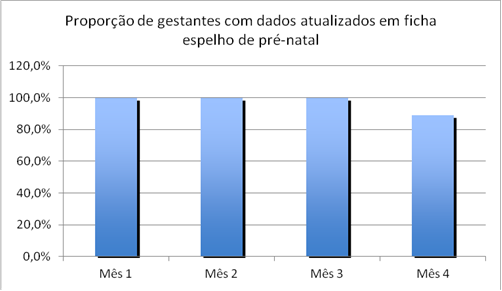 Proporção de gestantes com dados atualizados em ficha
espelho de pré-natal
120,0%
100,0%
80,0%
60,0%
40,0%
20,0%
0,0%
Mês 1 Mês 2 Mês 3 Mês 4